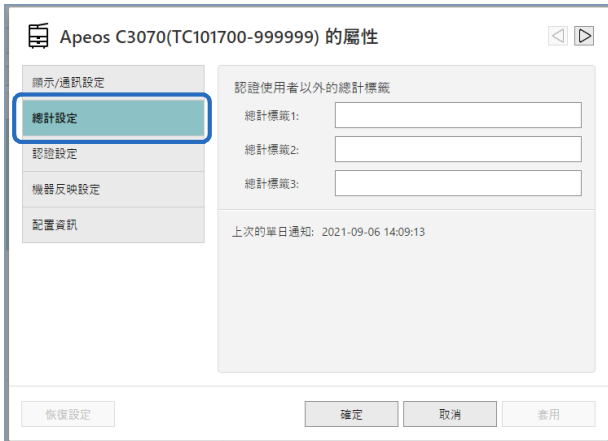 Apeos C3070(TC101700-999999) 的屬性
顯示/通訊設定
總計設定
認證設定
機器反映設定
配置資訊
認證使用者以外的總計標籤
總計標籤1:
總計標籤2:
總計標籤3:
上次的單日通知: 2021-09-06 14:09:13
恢復設定
確定
取消
套用